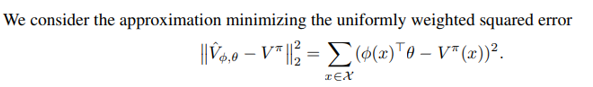 We consider the approximation minimizing the uniformly weighted squared error
‖V̂_{ϕ,θ} − V^π‖₂² = ∑_{x∈𝒳} (ϕ(x)^⊤θ − V^π(x))².